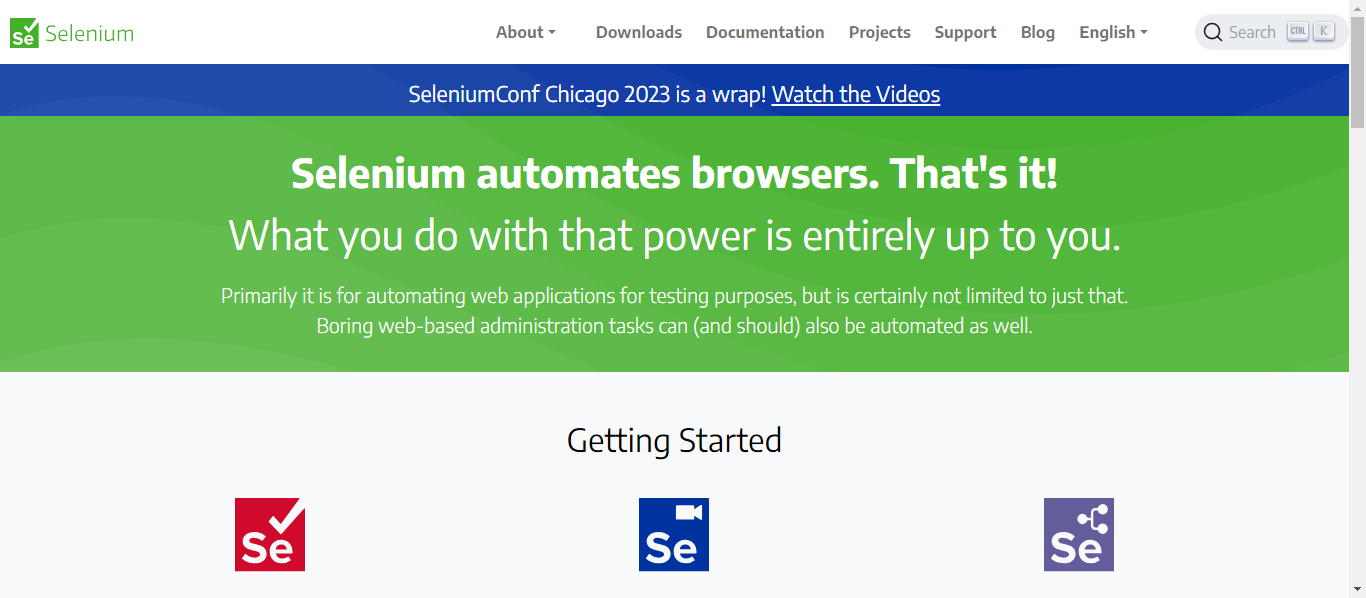 Se Selenium
About Downloads Documentation Projects Support Blog English Search CTRL K
SeleniumConf Chicago 2023 is a wrap! Watch the Videos
Selenium automates browsers. That's it!
What you do with that power is entirely up to you.
Primarily it is for automating web applications for testing purposes, but is certainly not limited to just that.
Boring web-based administration tasks can (and should) also be automated as well.
Getting Started
Se Se Se